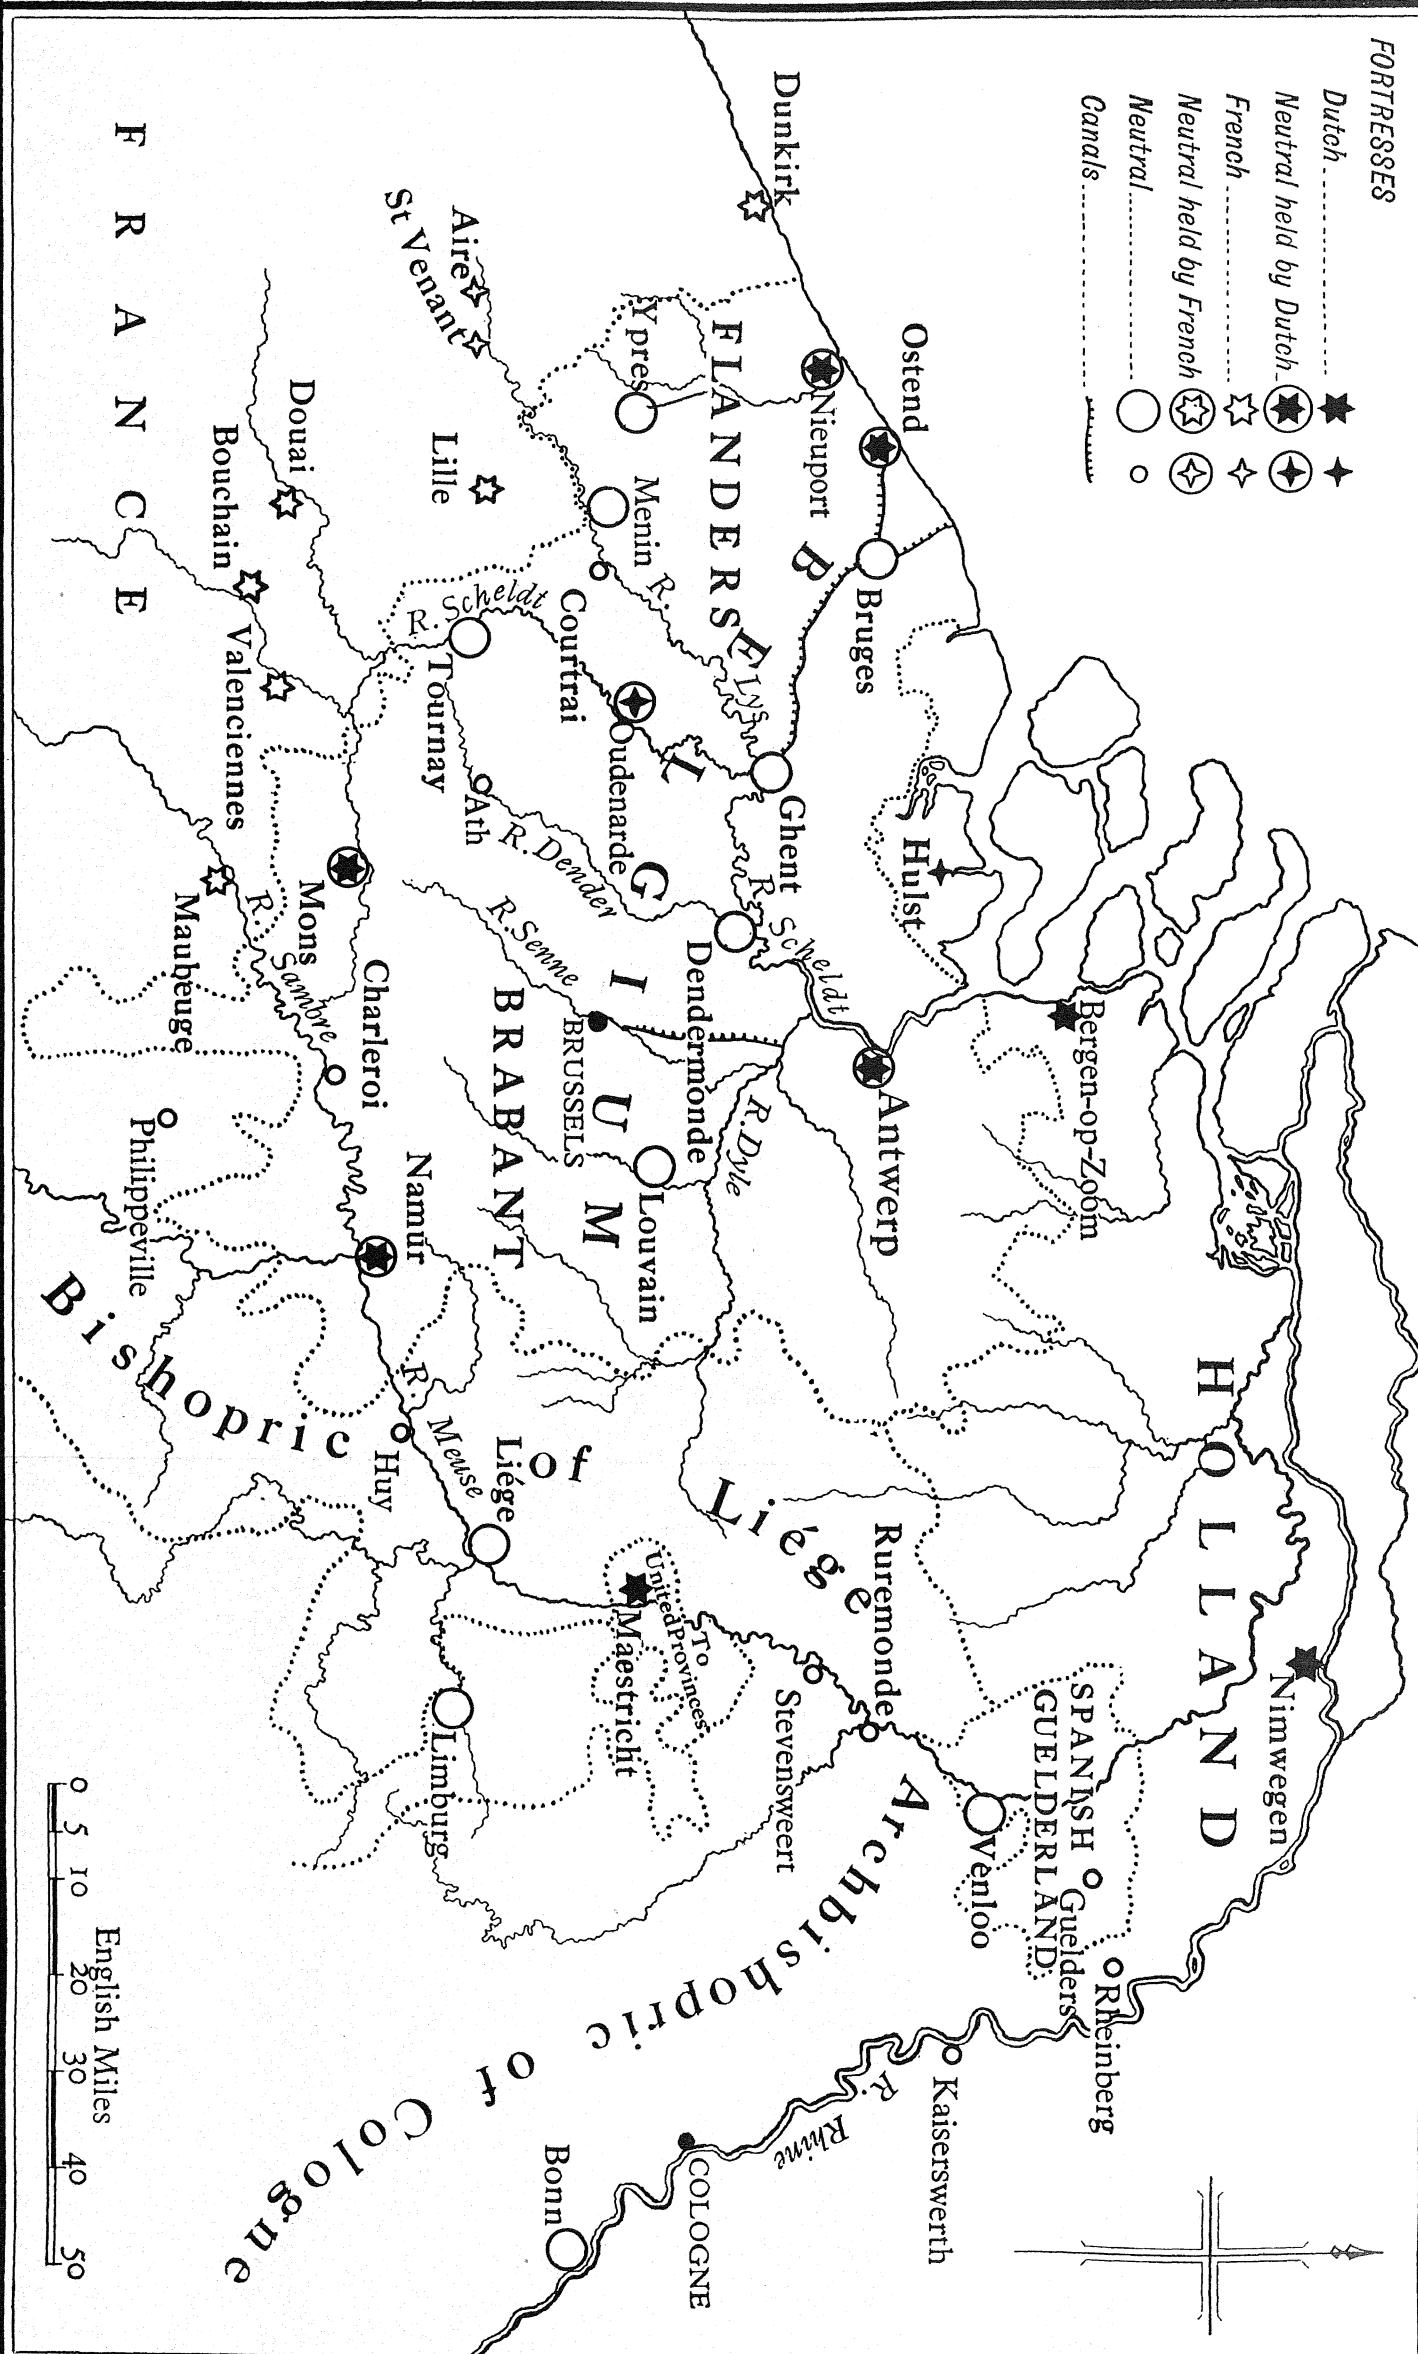 FORTRESSES
Dutch
Neutral held by Dutch
French
Neutral held by French
Neutral
Canals
Dunkirk
Ostend
Nieuport
Bruges
FLANDERS
Ypres
Menin
Aire
St Venant
Lille
Courtrai
R. Lys
R. Scheldt
Tournay
Oudenarde
Ghent
Hulst
Bergen-op-Zoom
Antwerp
R. Scheldt
Dendermonde
R. Dender
Ath
R. Senne
BRUSSELS
BRABANT
BELGIUM
R. Dyle
Louvain
FRANCE
Douai
Bouchain
Valenciennes
Mons
Maubeuge
R. Sambre
Charleroi
Philippeville
Namur
R. Meuse
Huy
Liége
Bishopric of Liége
HOLLAND
Nimwegen
SPANISH
GUELDERLAND
Guelders
Venloo
Ruremonde
Stevensweert
To
United Provinces
Maestricht
Limburg
Rheinberg
Kaiserswerth
R. Rhine
COLOGNE
Bonn
Archbishopric of Cologne
0 5 10 20 30 40 50
English Miles